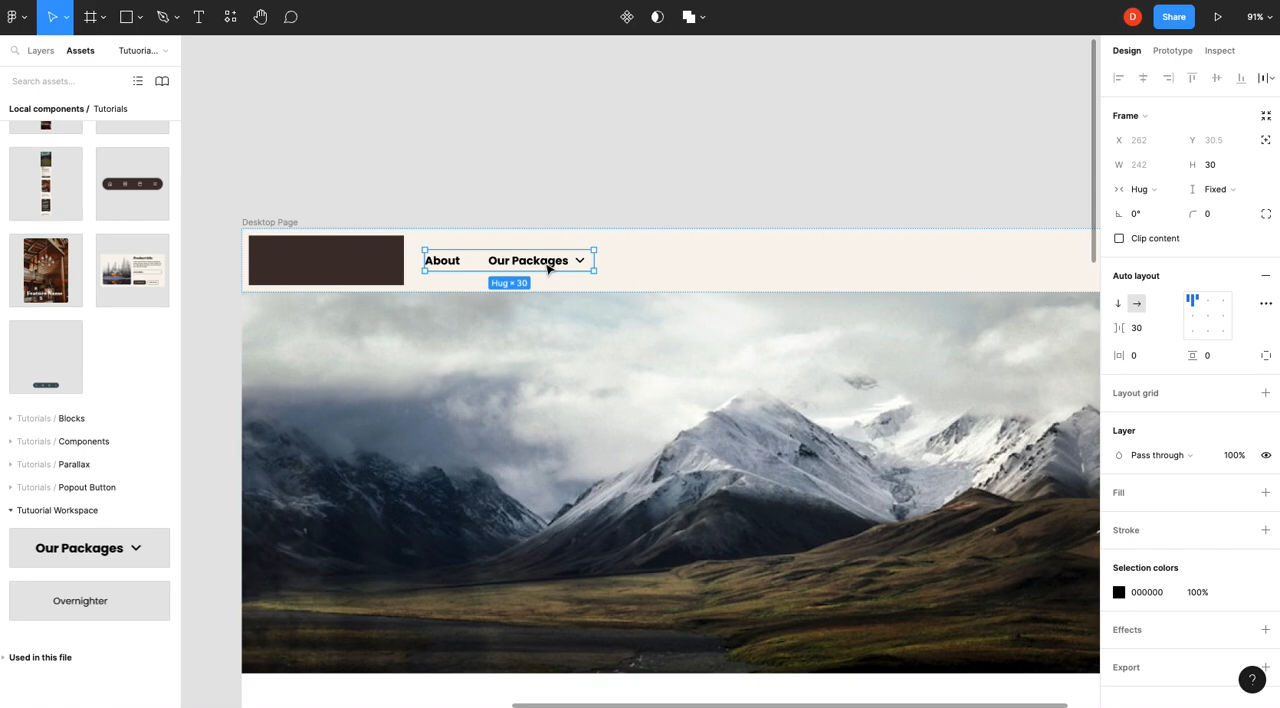 Share
D
91%
Layers
Assets
Tutuoria...
Design
Prototype
Inspect
Search assets...
Local components / Tutorials
Frame
X 262
Y 30.5
W 242
H 30
Hug
Fixed
0°
0
Clip content
Desktop Page
About
Our Packages
Hug × 30
Auto layout
30
0
0
Layout grid
Layer
Pass through
100%
Fill
Stroke
Selection colors
000000
100%
Effects
Export
?
Product title
Tutorials / Blocks
Tutorials / Components
Tutorials / Parallax
Tutorials / Popout Button
Tutuorial Workspace
Our Packages
Overnighter
Used in this file